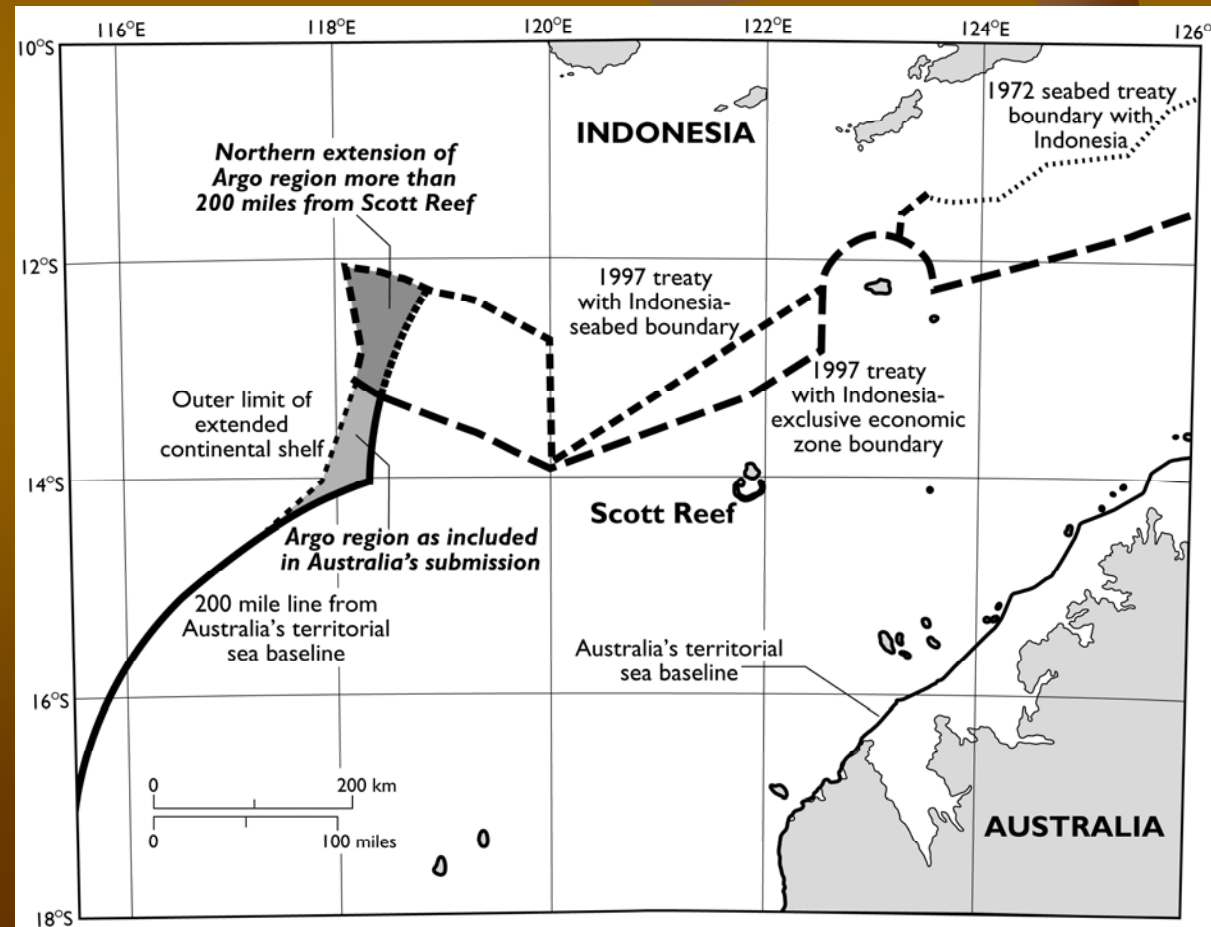 116°E 118°E 120°E 122°E 124°E 126°
10°S
1972 seabed treaty
boundary with
Indonesia
INDONESIA
Northern extension of
Argo region more than
200 miles from Scott Reef
12°S
1997 treaty
with Indonesia-
seabed boundary
1997 treaty
with Indonesia-
exclusive economic
zone boundary
Outer limit of
extended
continental shelf
14°S
Scott Reef
Argo region as included
in Australia's submission
200 mile line from
Australia's territorial
sea baseline
Australia's territorial
sea baseline
16°S
0 200 km
0 100 miles
AUSTRALIA
18°S